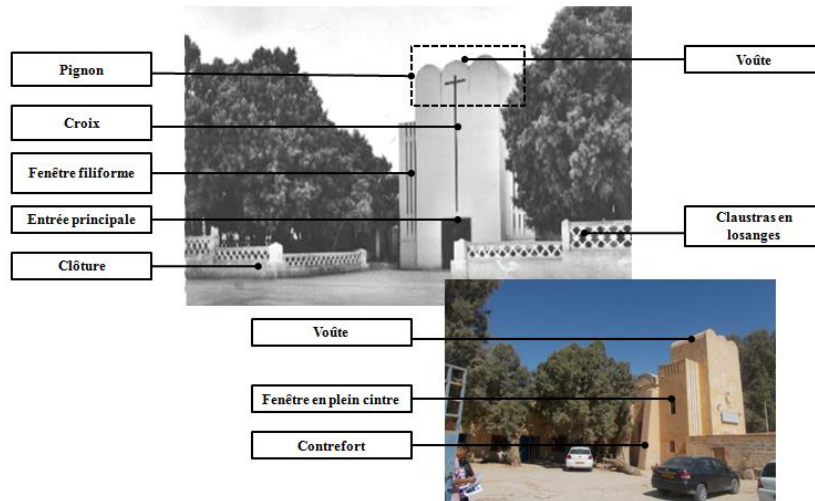 Pignon
Voûte
Croix
Fenêtre filiforme
Entrée principale
Claustras en
losanges
Clôture
Voûte
Fenêtre en plein cintre
Contrefort